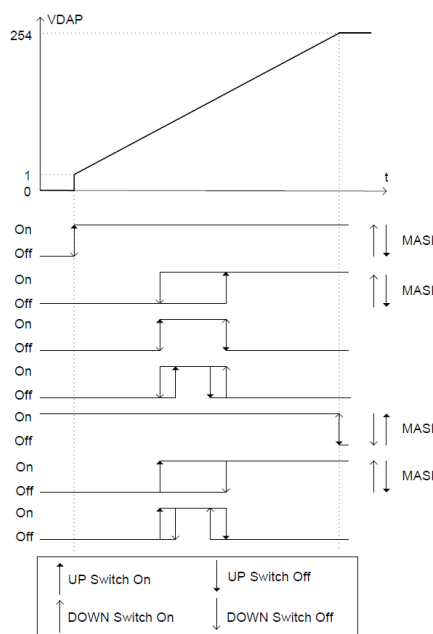 VDAP
254
1
0
t
On
Off
MASI
On
Off
MASI
On
Off
On
Off
On
Off
MASI
On
Off
MASI
On
Off
UP Switch On
UP Switch Off
DOWN Switch On
DOWN Switch Off